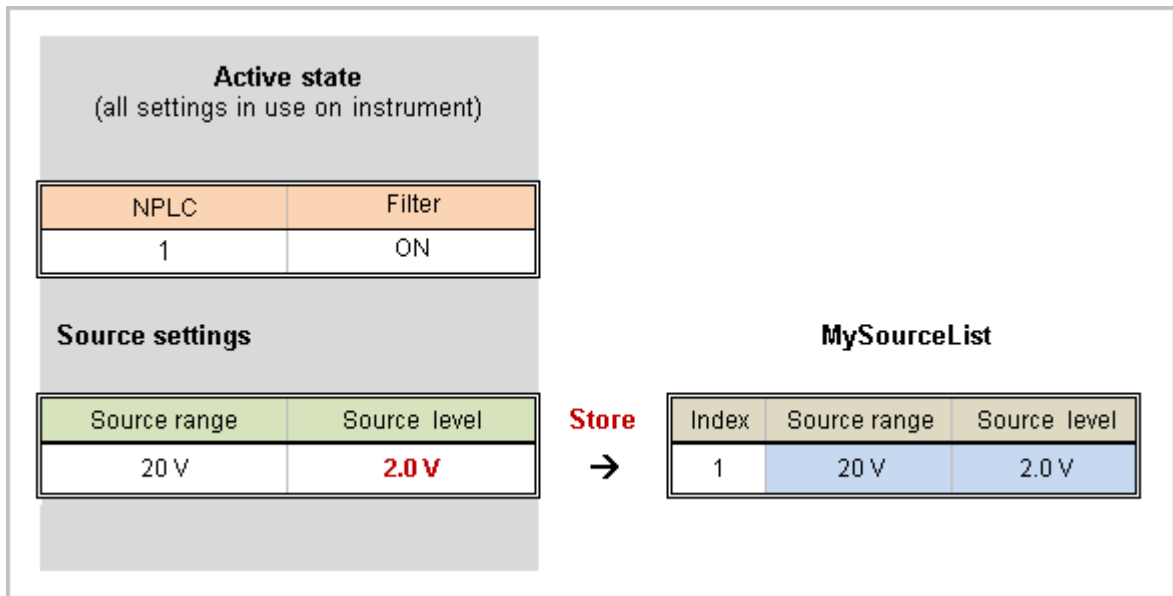 Active state
(all settings in use on instrument)
NPLC Filter
1 ON
Source settings MySourceList
Source range Source level Store Index Source range Source level
20 V 2.0 V → 1 20 V 2.0 V